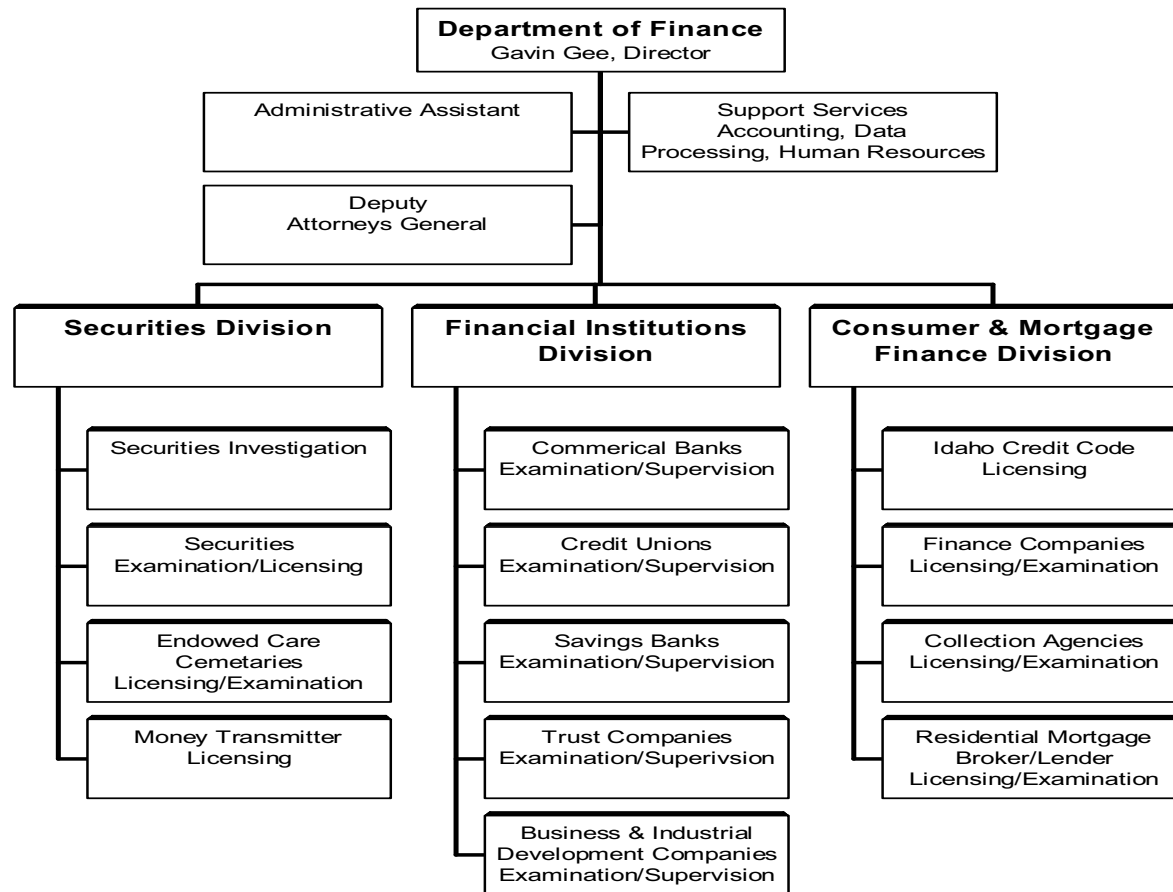 Department of Finance
Gavin Gee, Director
Administrative Assistant
Support Services
Accounting, Data
Processing, Human Resources
Deputy
Attorneys General
Securities Division
Financial Institutions
Division
Consumer & Mortgage
Finance Division
Securities Investigation
Securities
Examination/Licensing
Endowed Care
Cemetaries
Licensing/Examination
Money Transmitter
Licensing
Commerical Banks
Examination/Supervision
Credit Unions
Examination/Supervision
Savings Banks
Examination/Supervision
Trust Companies
Examination/Superivsion
Business & Industrial
Development Companies
Examination/Supervision
Idaho Credit Code
Licensing
Finance Companies
Licensing/Examination
Collection Agencies
Licensing/Examination
Residential Mortgage
Broker/Lender
Licensing/Examination